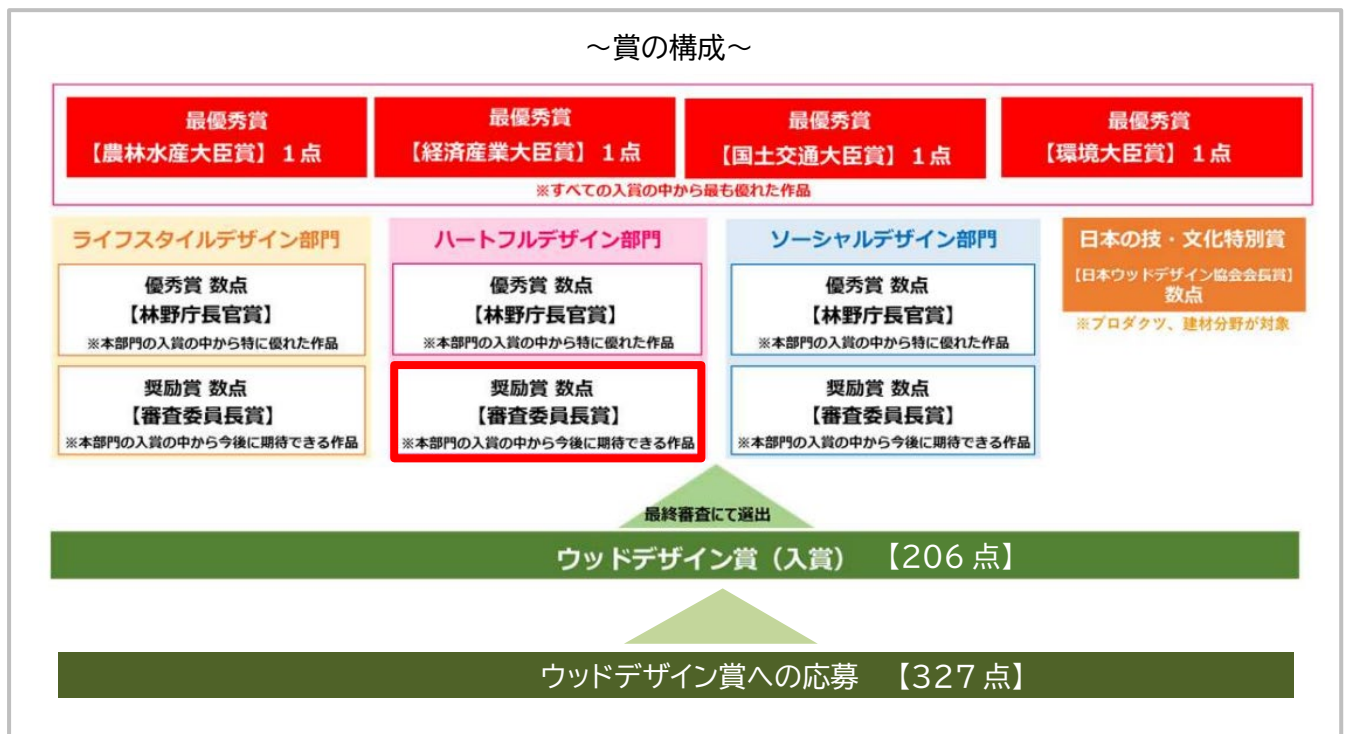 ～賞の構成～
最優秀賞
【農林水産大臣賞】１点
最優秀賞
【経済産業大臣賞】１点
最優秀賞
【国土交通大臣賞】１点
最優秀賞
【環境大臣賞】１点
※すべての入賞の中から最も優れた作品
ライフスタイルデザイン部門
優秀賞 数点
【林野庁長官賞】
※本部門の入賞の中から特に優れた作品
奨励賞 数点
【審査委員長賞】
※本部門の入賞の中から今後に期待できる作品
ハートフルデザイン部門
優秀賞 数点
【林野庁長官賞】
※本部門の入賞の中から特に優れた作品
奨励賞 数点
【審査委員長賞】
※本部門の入賞の中から今後に期待できる作品
ソーシャルデザイン部門
優秀賞 数点
【林野庁長官賞】
※本部門の入賞の中から特に優れた作品
奨励賞 数点
【審査委員長賞】
※本部門の入賞の中から今後に期待できる作品
日本の技・文化特別賞
【日本ウッドデザイン協会会長賞】
数点
※プロダクツ、建材分野が対象
最終審査にて選出
ウッドデザイン賞（入賞）　【206 点】
ウッドデザイン賞への応募　【327 点】